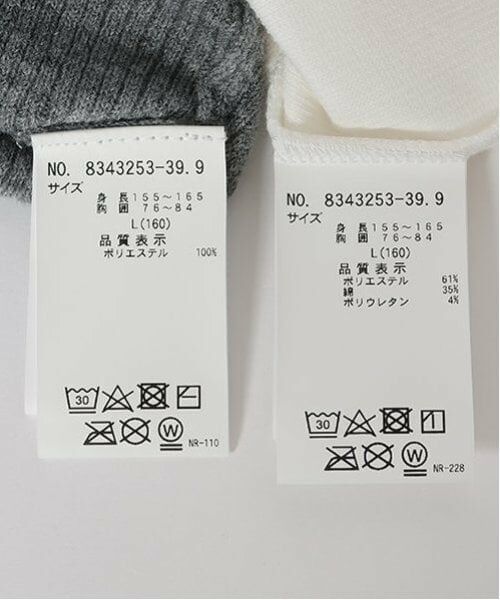 NO. 8343253-39.9
サイズ
身 長 155~165
胸 囲 76~84
L(160)
品質表示
ポリエステル 100%
30
W
NR-110
NO. 8343253-39.9
サイズ
身 長 155~165
胸 囲 76~84
L(160)
品質表示
ポリエステル 61%
綿 35%
ポリウレタン 4%
30
W
NR-228